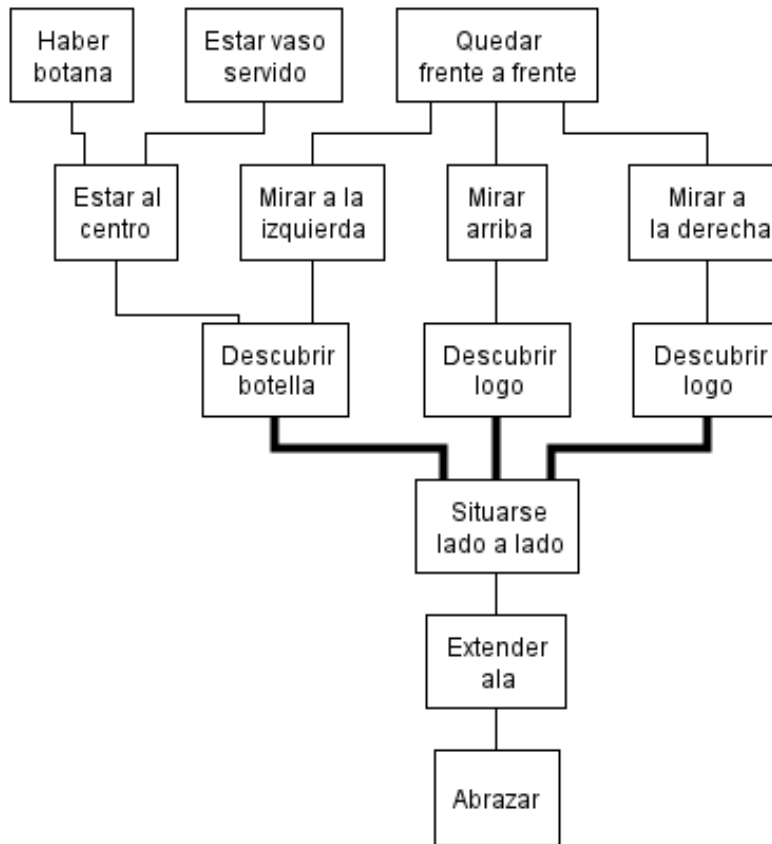 Haber
botana
Estar vaso
servido
Quedar
frente a frente
Estar al
centro
Mirar a la
izquierda
Mirar
arriba
Mirar a
la derecha
Descubrir
botella
Descubrir
logo
Descubrir
logo
Situarse
lado a lado
Extender
ala
Abrazar